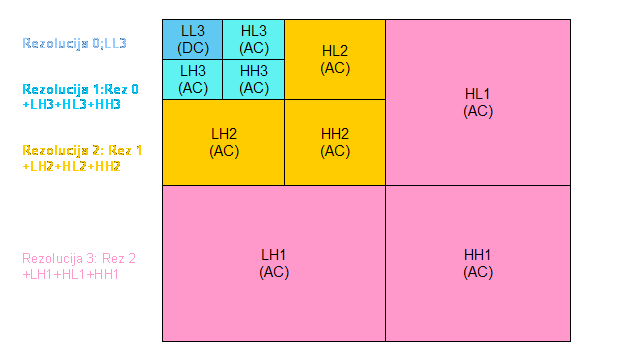 Rezolucija 0;LL3
Rezolucija 1:Rez 0
+LH3+HL3+HH3
Rezolucija 2: Rez 1
+LH2+HL2+HH2
Rezolucija 3: Rez 2
+LH1+HL1+HH1
LL3
(DC)
HL3
(AC)
LH3
(AC)
HH3
(AC)
HL2
(AC)
LH2
(AC)
HH2
(AC)
HL1
(AC)
LH1
(AC)
HH1
(AC)